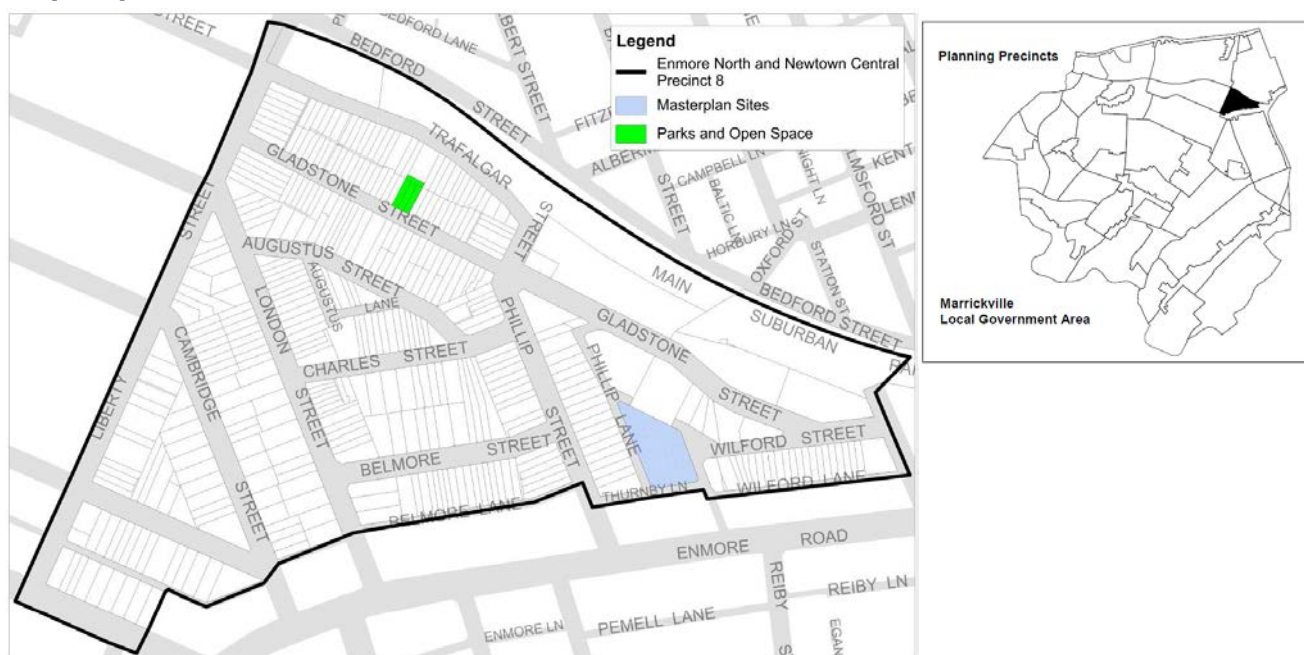 STREET
BEDFORD LANE
BEDFORD
STREET
STREET
Legend
Enmore North and Newtown Central
Precinct 8
Masterplan Sites
Parks and Open Space
TRAFALGAR
STREET
GLADSTONE
STREET
CAMPBELL LN
BALTIC LN
STREET
HORBURY LN
OXFORD ST
STATION ST
BEDFORD STREET
MAIN
SUBURBAN
STREET
LIBERTY
AUGUSTUS STREET
AUGUSTUS
LANE
LONDON
STREET
CAMBRIDGE
STREET
CHARLES STREET
PHILLIP
STREET
PHILLIP LANE
GLADSTONE
STREET
BELMORE STREET
BELMORE LANE
THURNBY LN
WILFORD STREET
WILFORD LANE
ENMORE ROAD
REIBY
REIBY LN
ENMORE LN
PEMELL LANE
Planning Precincts
Marrickville
Local Government Area